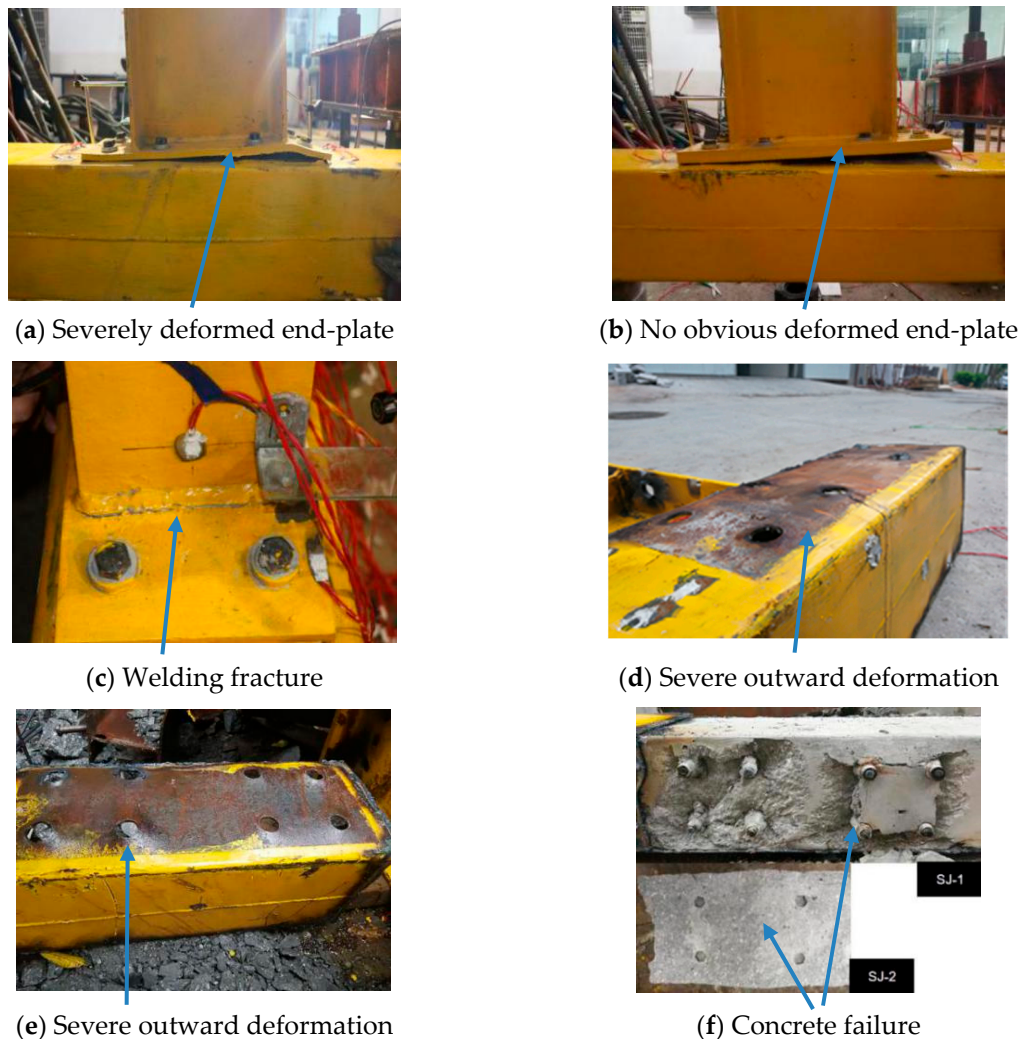 (a) Severely deformed end-plate
(b) No obvious deformed end-plate
(c) Welding fracture
(d) Severe outward deformation
SJ-1
SJ-2
(e) Severe outward deformation
(f) Concrete failure